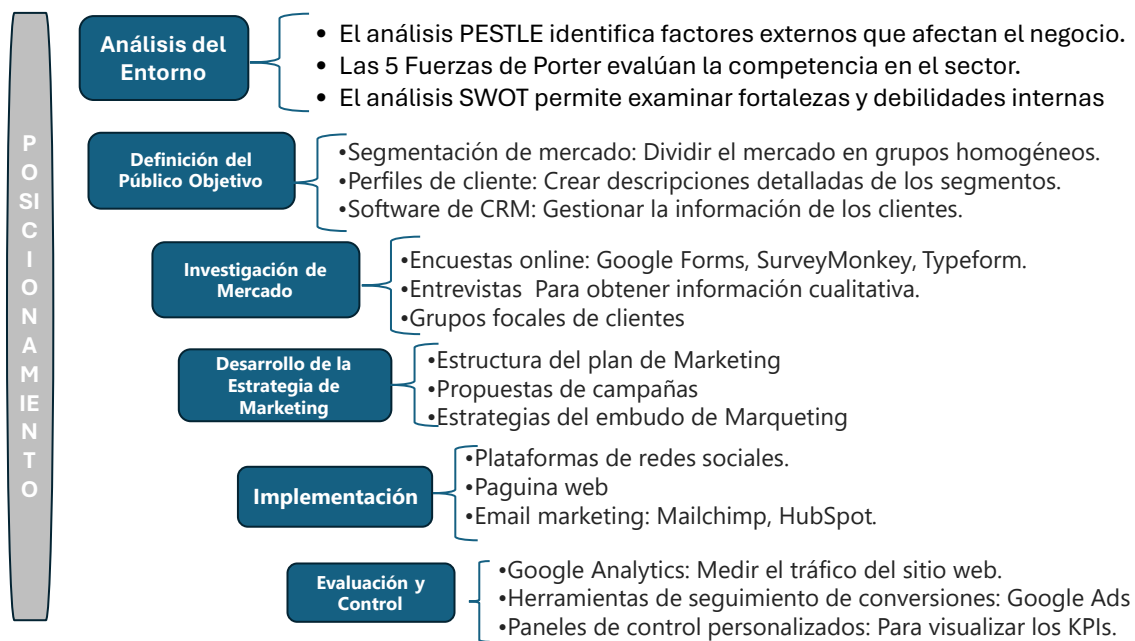 POSICIONAMIENTO
Análisis del
Entorno
• El análisis PESTLE identifica factores externos que afectan el negocio.
• Las 5 Fuerzas de Porter evalúan la competencia en el sector.
• El análisis SWOT permite examinar fortalezas y debilidades internas
Definición del
Público Objetivo
•Segmentación de mercado: Dividir el mercado en grupos homogéneos.
•Perfiles de cliente: Crear descripciones detalladas de los segmentos.
•Software de CRM: Gestionar la información de los clientes.
Investigación de
Mercado
•Encuestas online: Google Forms, SurveyMonkey, Typeform.
•Entrevistas  Para obtener información cualitativa.
•Grupos focales de clientes
Desarrollo de la
Estrategia de
Marketing
•Estructura del plan de Marketing
•Propuestas de campañas
•Estrategias del embudo de Marqueting
Implementación
•Plataformas de redes sociales.
•Paguina web
•Email marketing: Mailchimp, HubSpot.
Evaluación y
Control
•Google Analytics: Medir el tráfico del sitio web.
•Herramientas de seguimiento de conversiones: Google Ads
•Paneles de control personalizados: Para visualizar los KPIs.